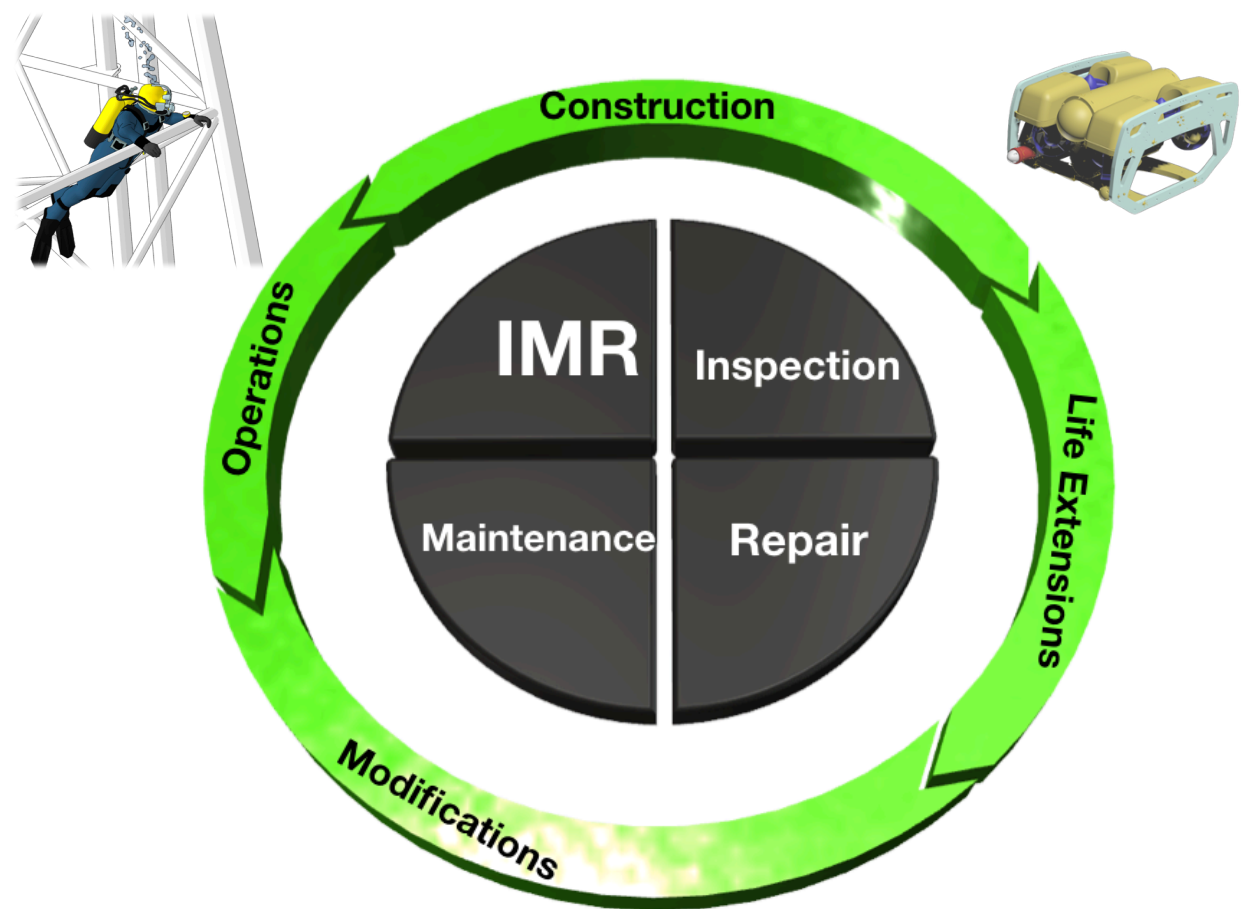 Construction
Operations
IMR
Inspection
Life Extensions
Maintenance
Repair
Modifications